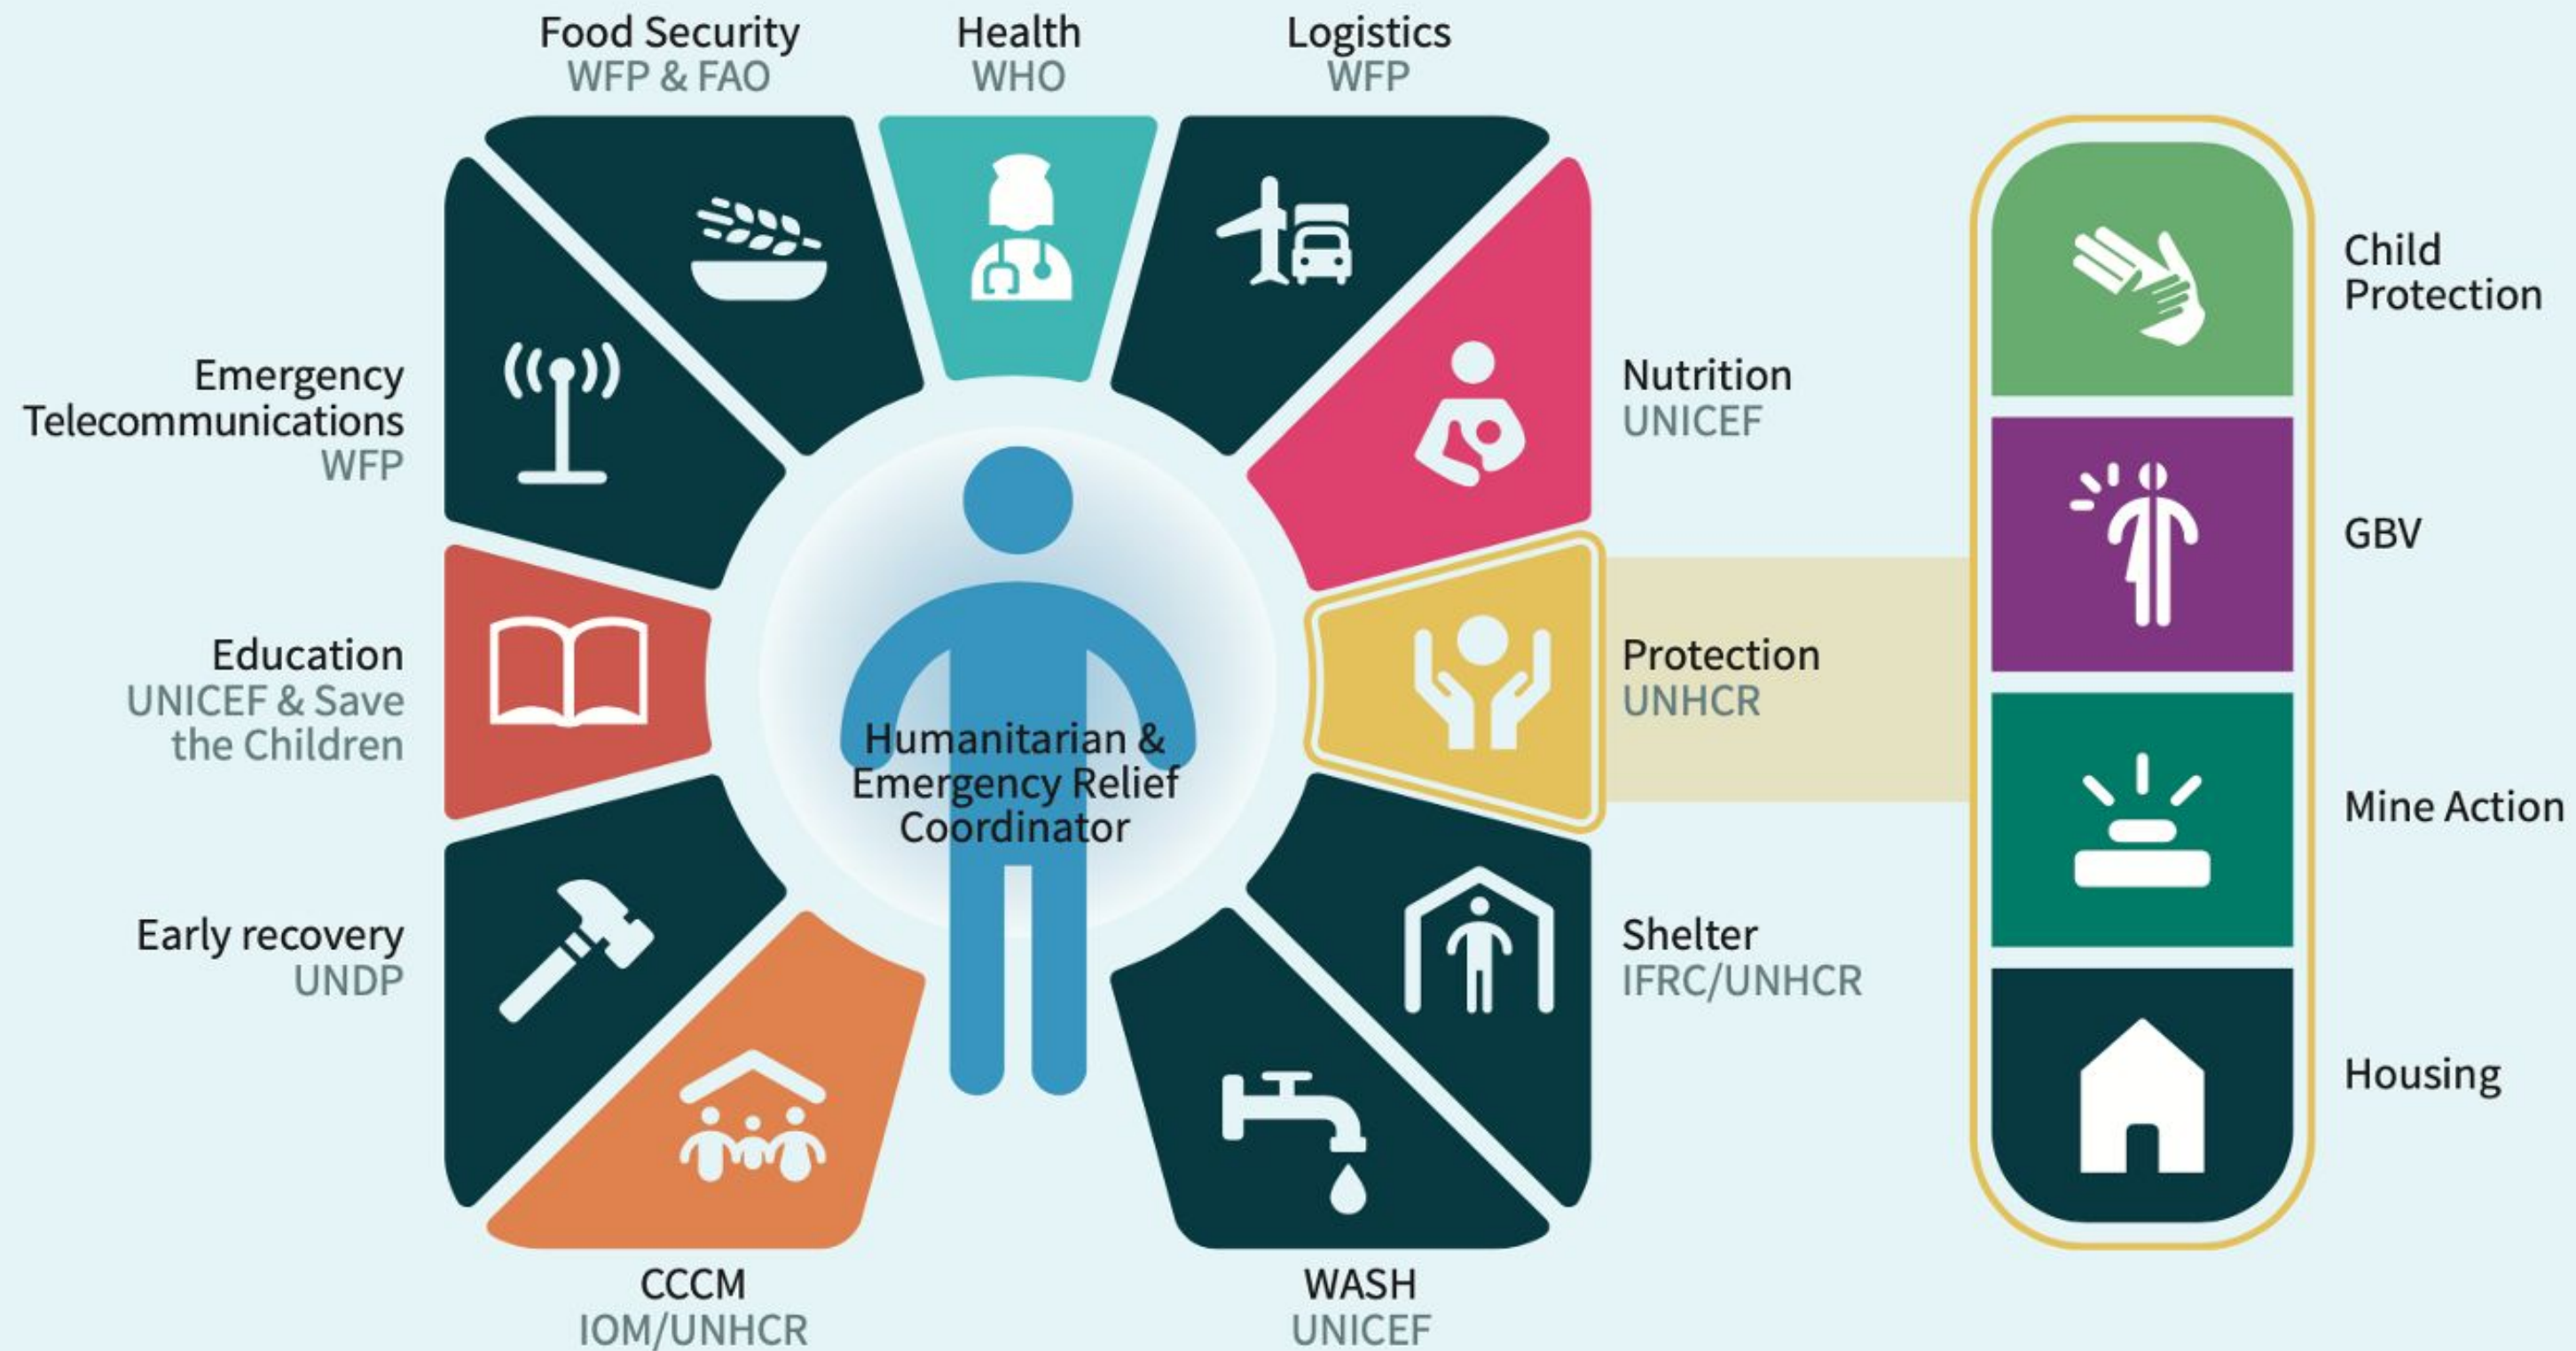 Food Security
WFP & FAO
Health
WHO
Logistics
WFP
Emergency
Telecommunications
WFP
Education
UNICEF & Save
the Children
Early recovery
UNDP
CCCM
IOM/UNHCR
Humanitarian &
Emergency Relief
Coordinator
WASH
UNICEF
Nutrition
UNICEF
Protection
UNHCR
Shelter
IFRC/UNHCR
Child
Protection
GBV
Mine Action
Housing